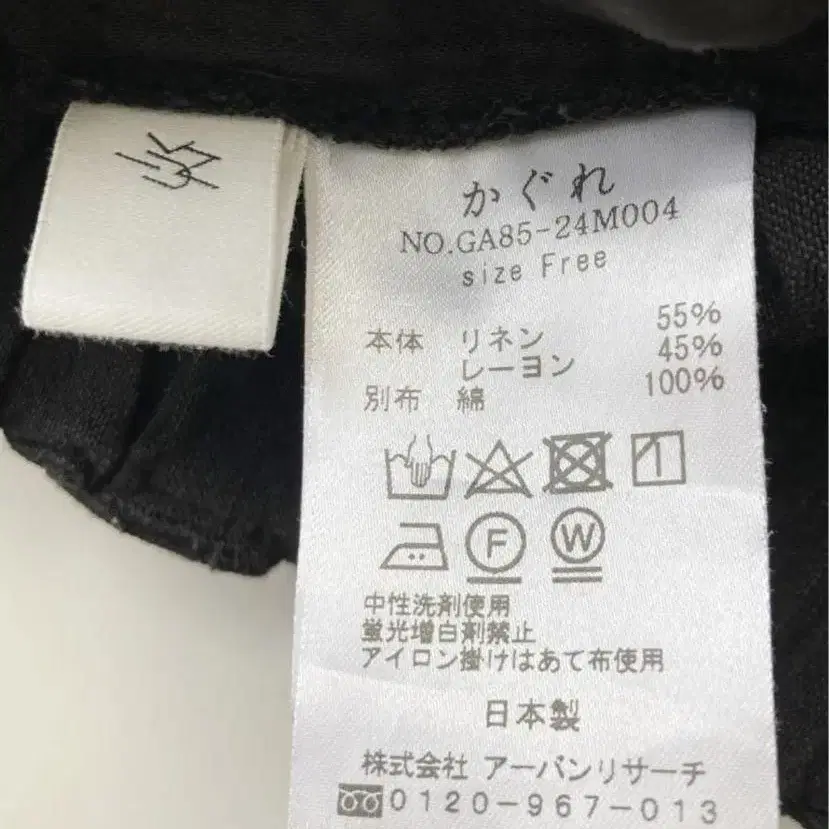 かぐれ
NO.GA85-24M004
size Free
本体 リネン 55%
レーヨン 45%
別布 綿 100%
F W
中性洗剤使用
蛍光増白剤禁止
アイロン掛けはあて布使用
日本製
株式会社 アーバンリサーチ
0120-967-013